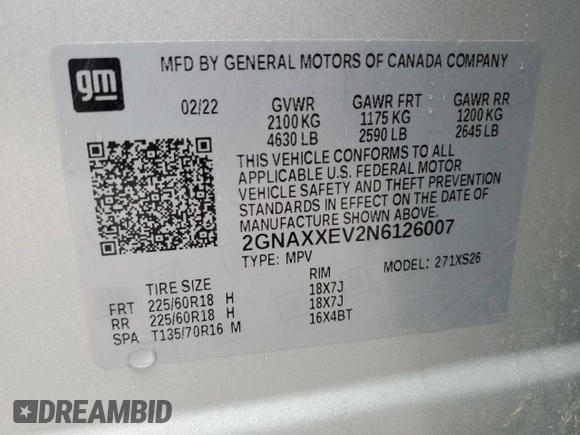 gm
MFD BY GENERAL MOTORS OF CANADA COMPANY
02/22 GVWR GAWR FRT GAWR RR
2100 KG 1175 KG 1200 KG
4630 LB 2590 LB 2645 LB
THIS VEHICLE CONFORMS TO ALL
APPLICABLE U.S. FEDERAL MOTOR
VEHICLE SAFETY AND THEFT PREVENTION
STANDARDS IN EFFECT ON THE DATE OF
MANUFACTURE SHOWN ABOVE.
2GNAXXEV2N6126007
TYPE: MPV MODEL: 271XS26
TIRE SIZE RIM
FRT 225/60R18 H 18X7J
RR 225/60R18 H 18X7J
SPA T135/70R16 M 16X4BT
DREAMBID